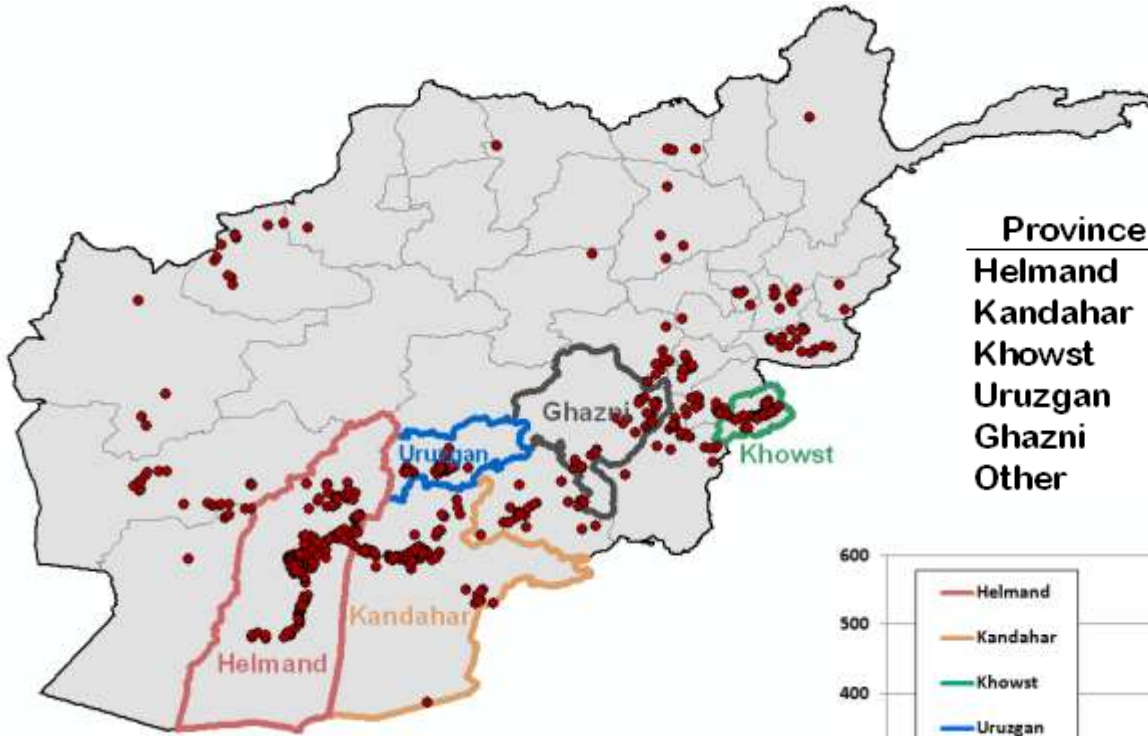 Ghazni
Uruzgan
Khowst
Kandahar
Helmand
Province
Helmand
Kandahar
Khowst
Uruzgan
Ghazni
Other
600
500
400
Helmand
Kandahar
Khowst
Uruzgan